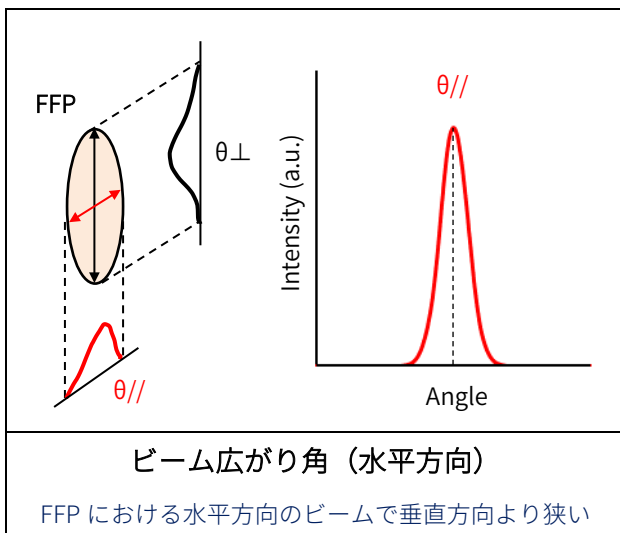 FFP
θ⊥
θ//
θ//
Intensity (a.u.)
Angle
ビーム広がり角（水平方向）
FFP における水平方向のビームで垂直方向より狭い